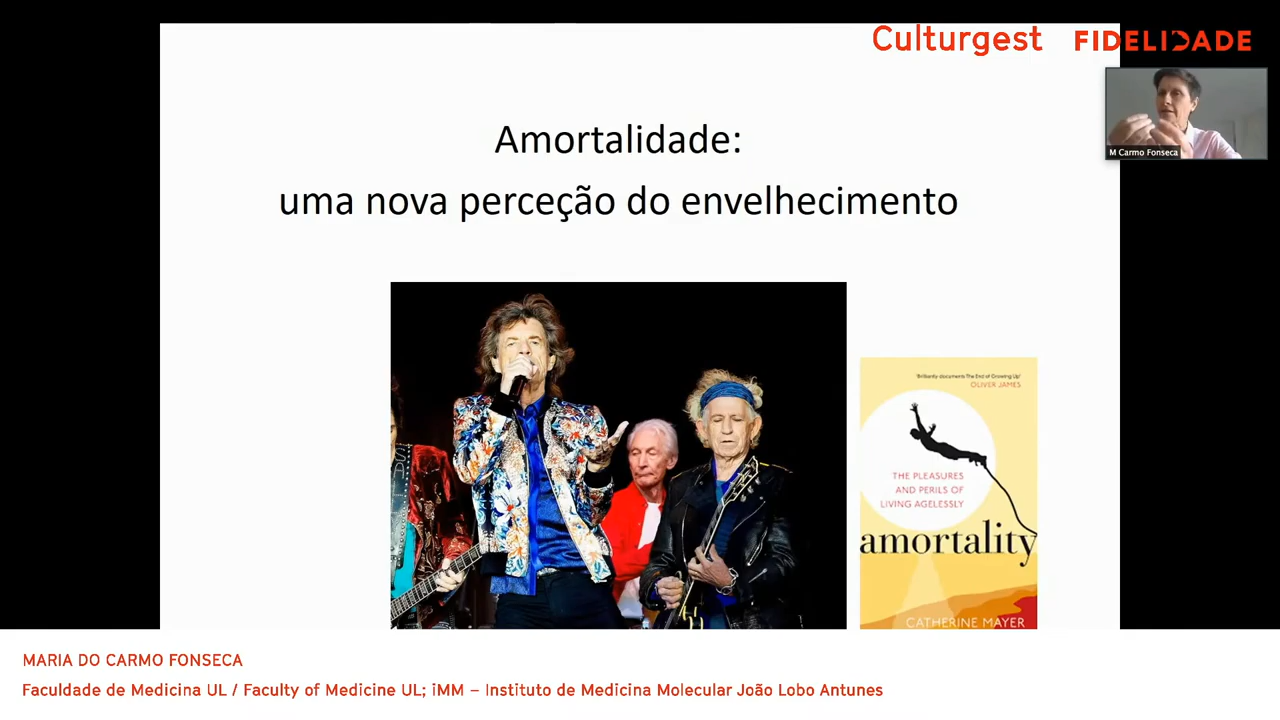 Culturgest FIDELIDADE
M Carmo Fonseca
Amortalidade:
uma nova perceção do envelhecimento
'Brilliantly documents The End of Growing Up'
OLIVER JAMES
THE PLEASURES
AND PERILS OF
LIVING AGELESSLY
amortality
CATHERINE MAYER
MARIA DO CARMO FONSECA
Faculdade de Medicina UL / Faculty of Medicine UL; iMM – Instituto de Medicina Molecular João Lobo Antunes